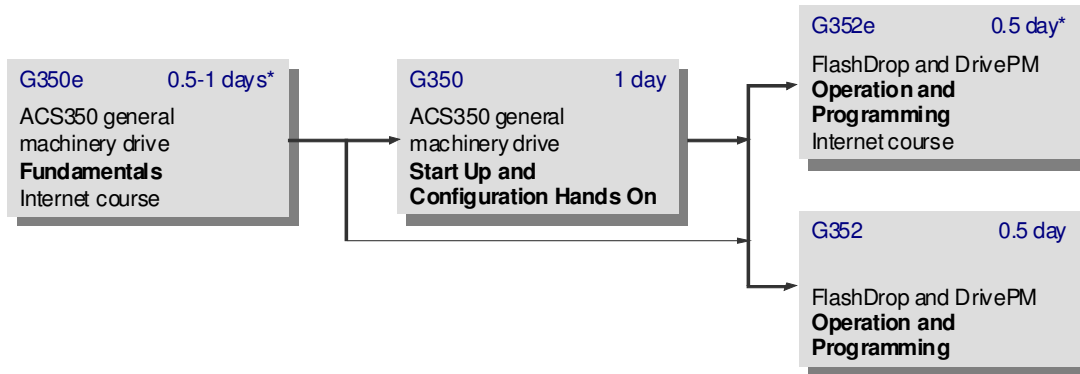 G350e 0.5-1 days*
ACS350 general
machinery drive
Fundamentals
Internet course
G350 1 day
ACS350 general
machinery drive
Start Up and
Configuration Hands On
G352e 0.5 day*
FlashDrop and DrivePM
Operation and
Programming
Internet course
G352 0.5 day
FlashDrop and DrivePM
Operation and
Programming